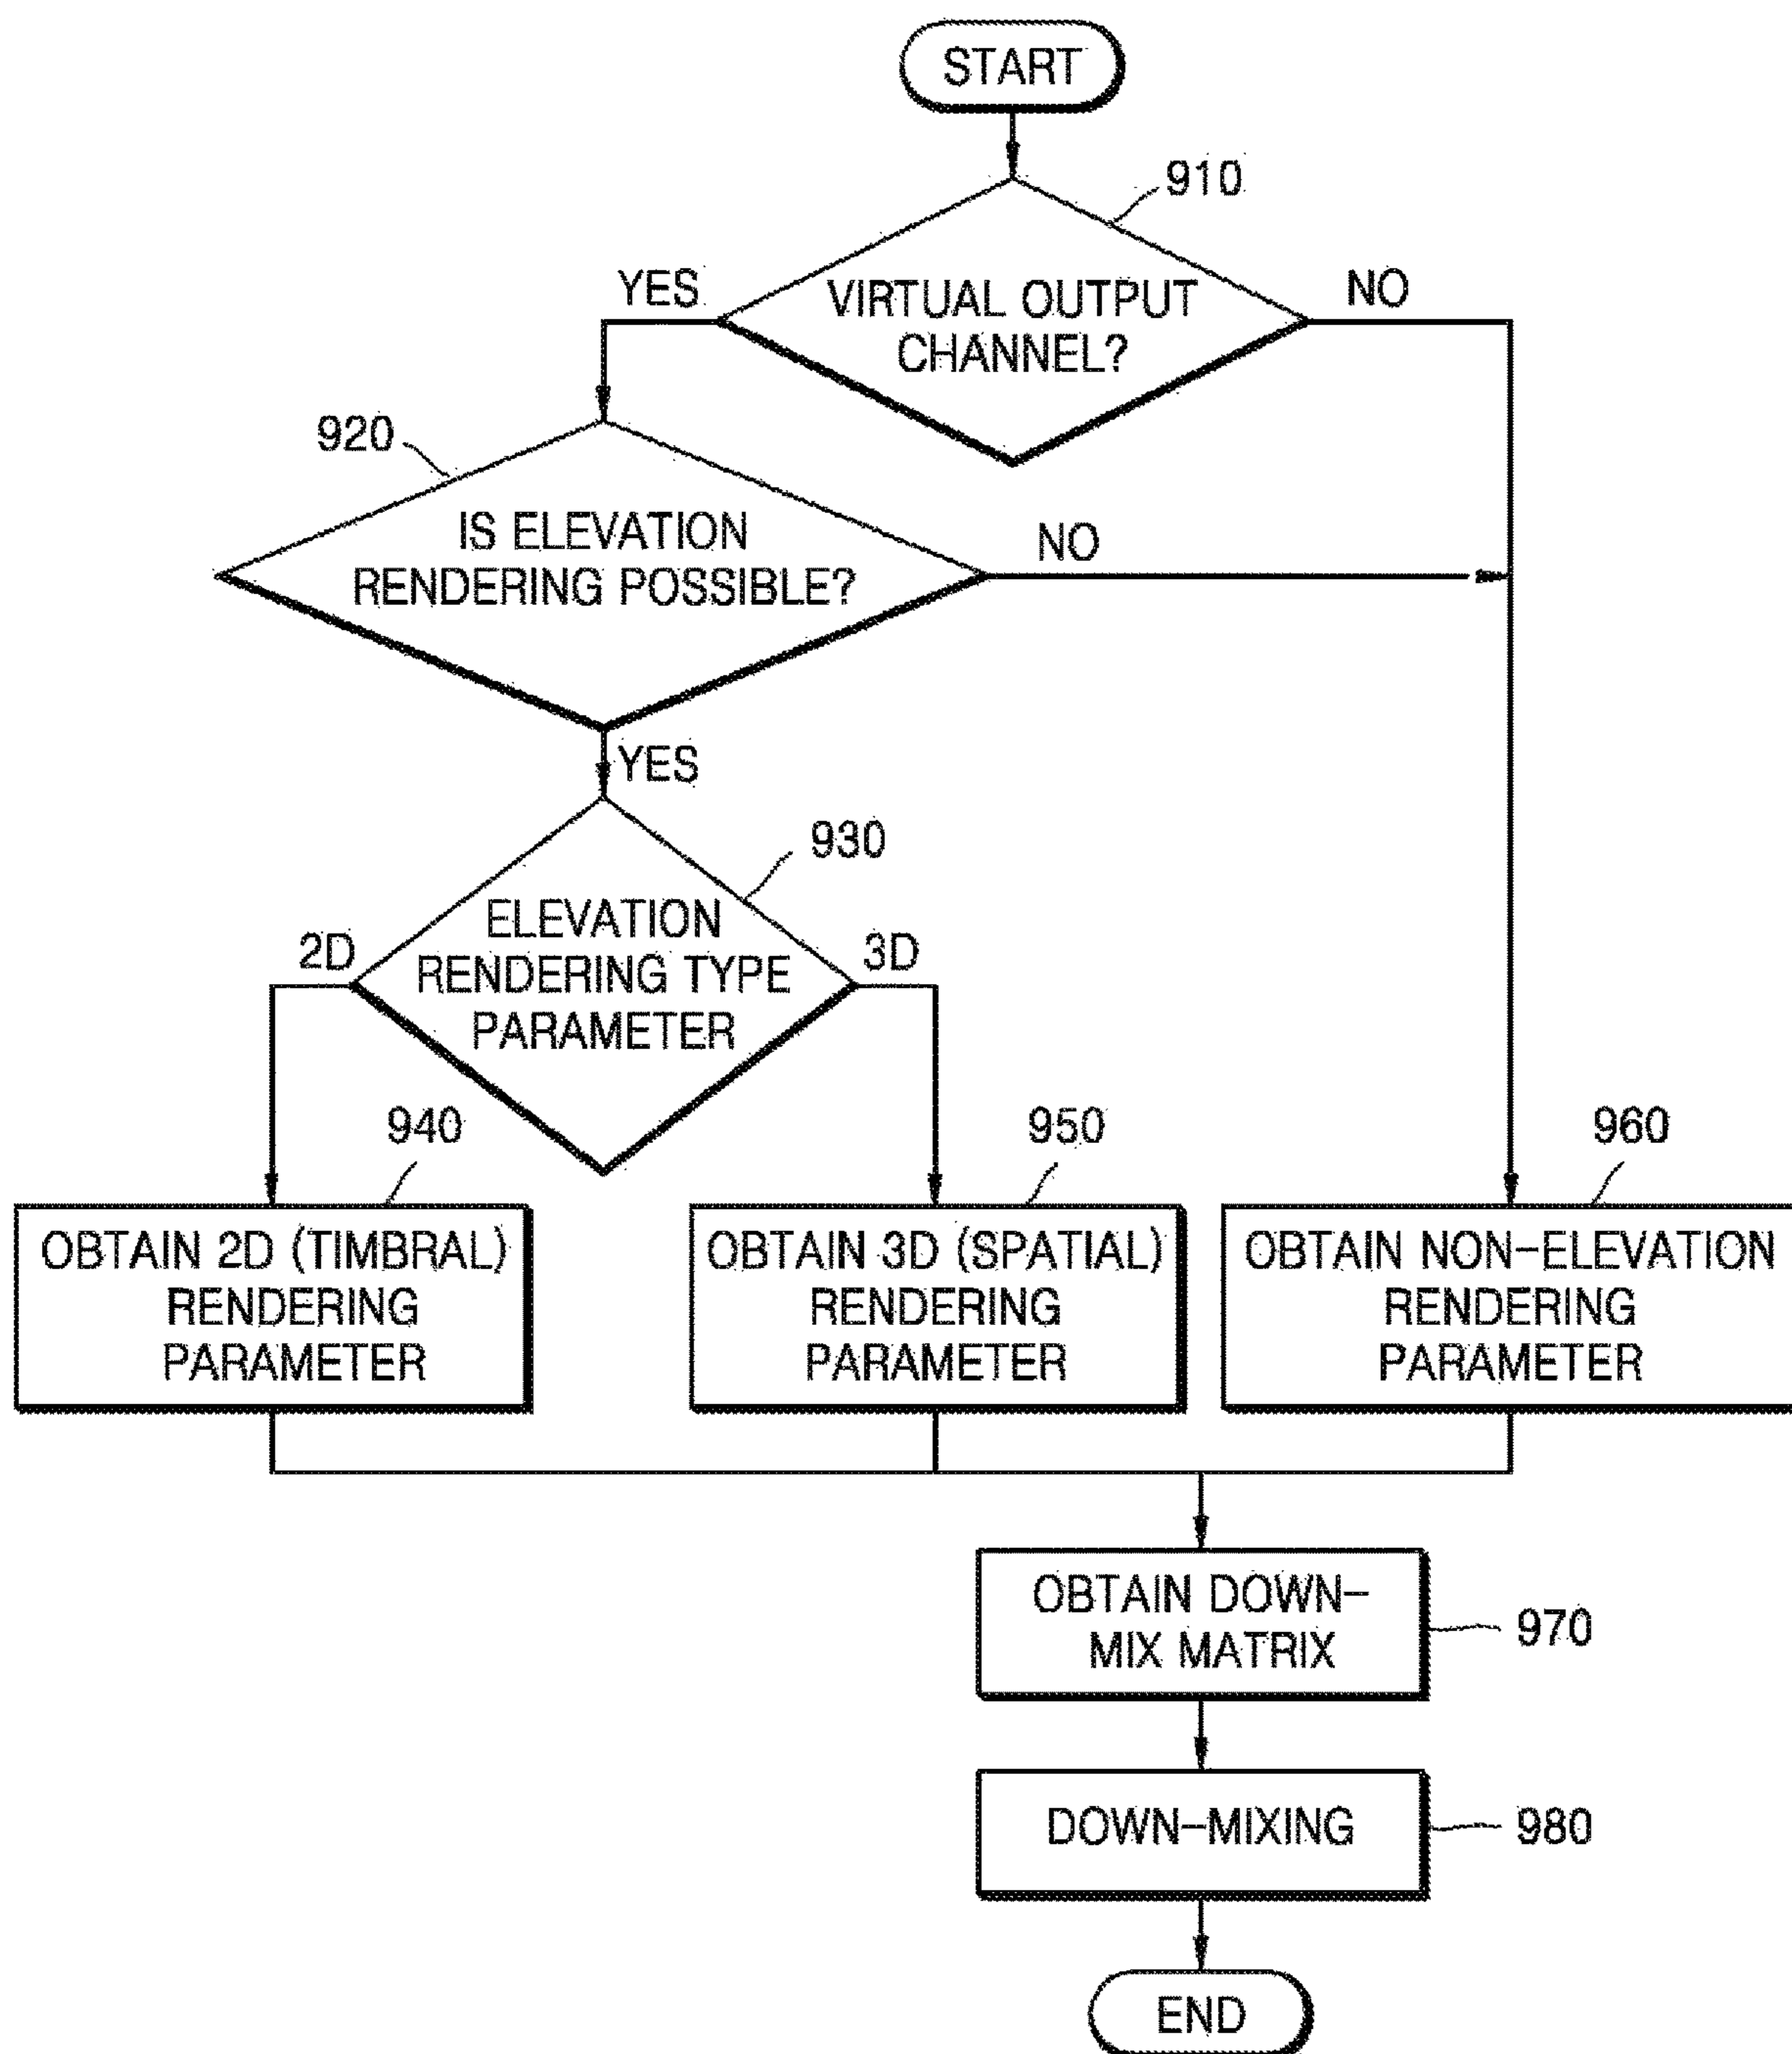 START
910
YES
NO
VIRTUAL OUTPUT
CHANNEL?
920
IS ELEVATION
RENDERING POSSIBLE?
NO
YES
930
ELEVATION
RENDERING TYPE
PARAMETER
2D
3D
940
950
960
OBTAIN 2D (TIMBRAL)
RENDERING
PARAMETER
OBTAIN 3D (SPATIAL)
RENDERING
PARAMETER
OBTAIN NON-ELEVATION
RENDERING
PARAMETER
OBTAIN DOWN-
MIX MATRIX
970
DOWN-MIXING
980
END